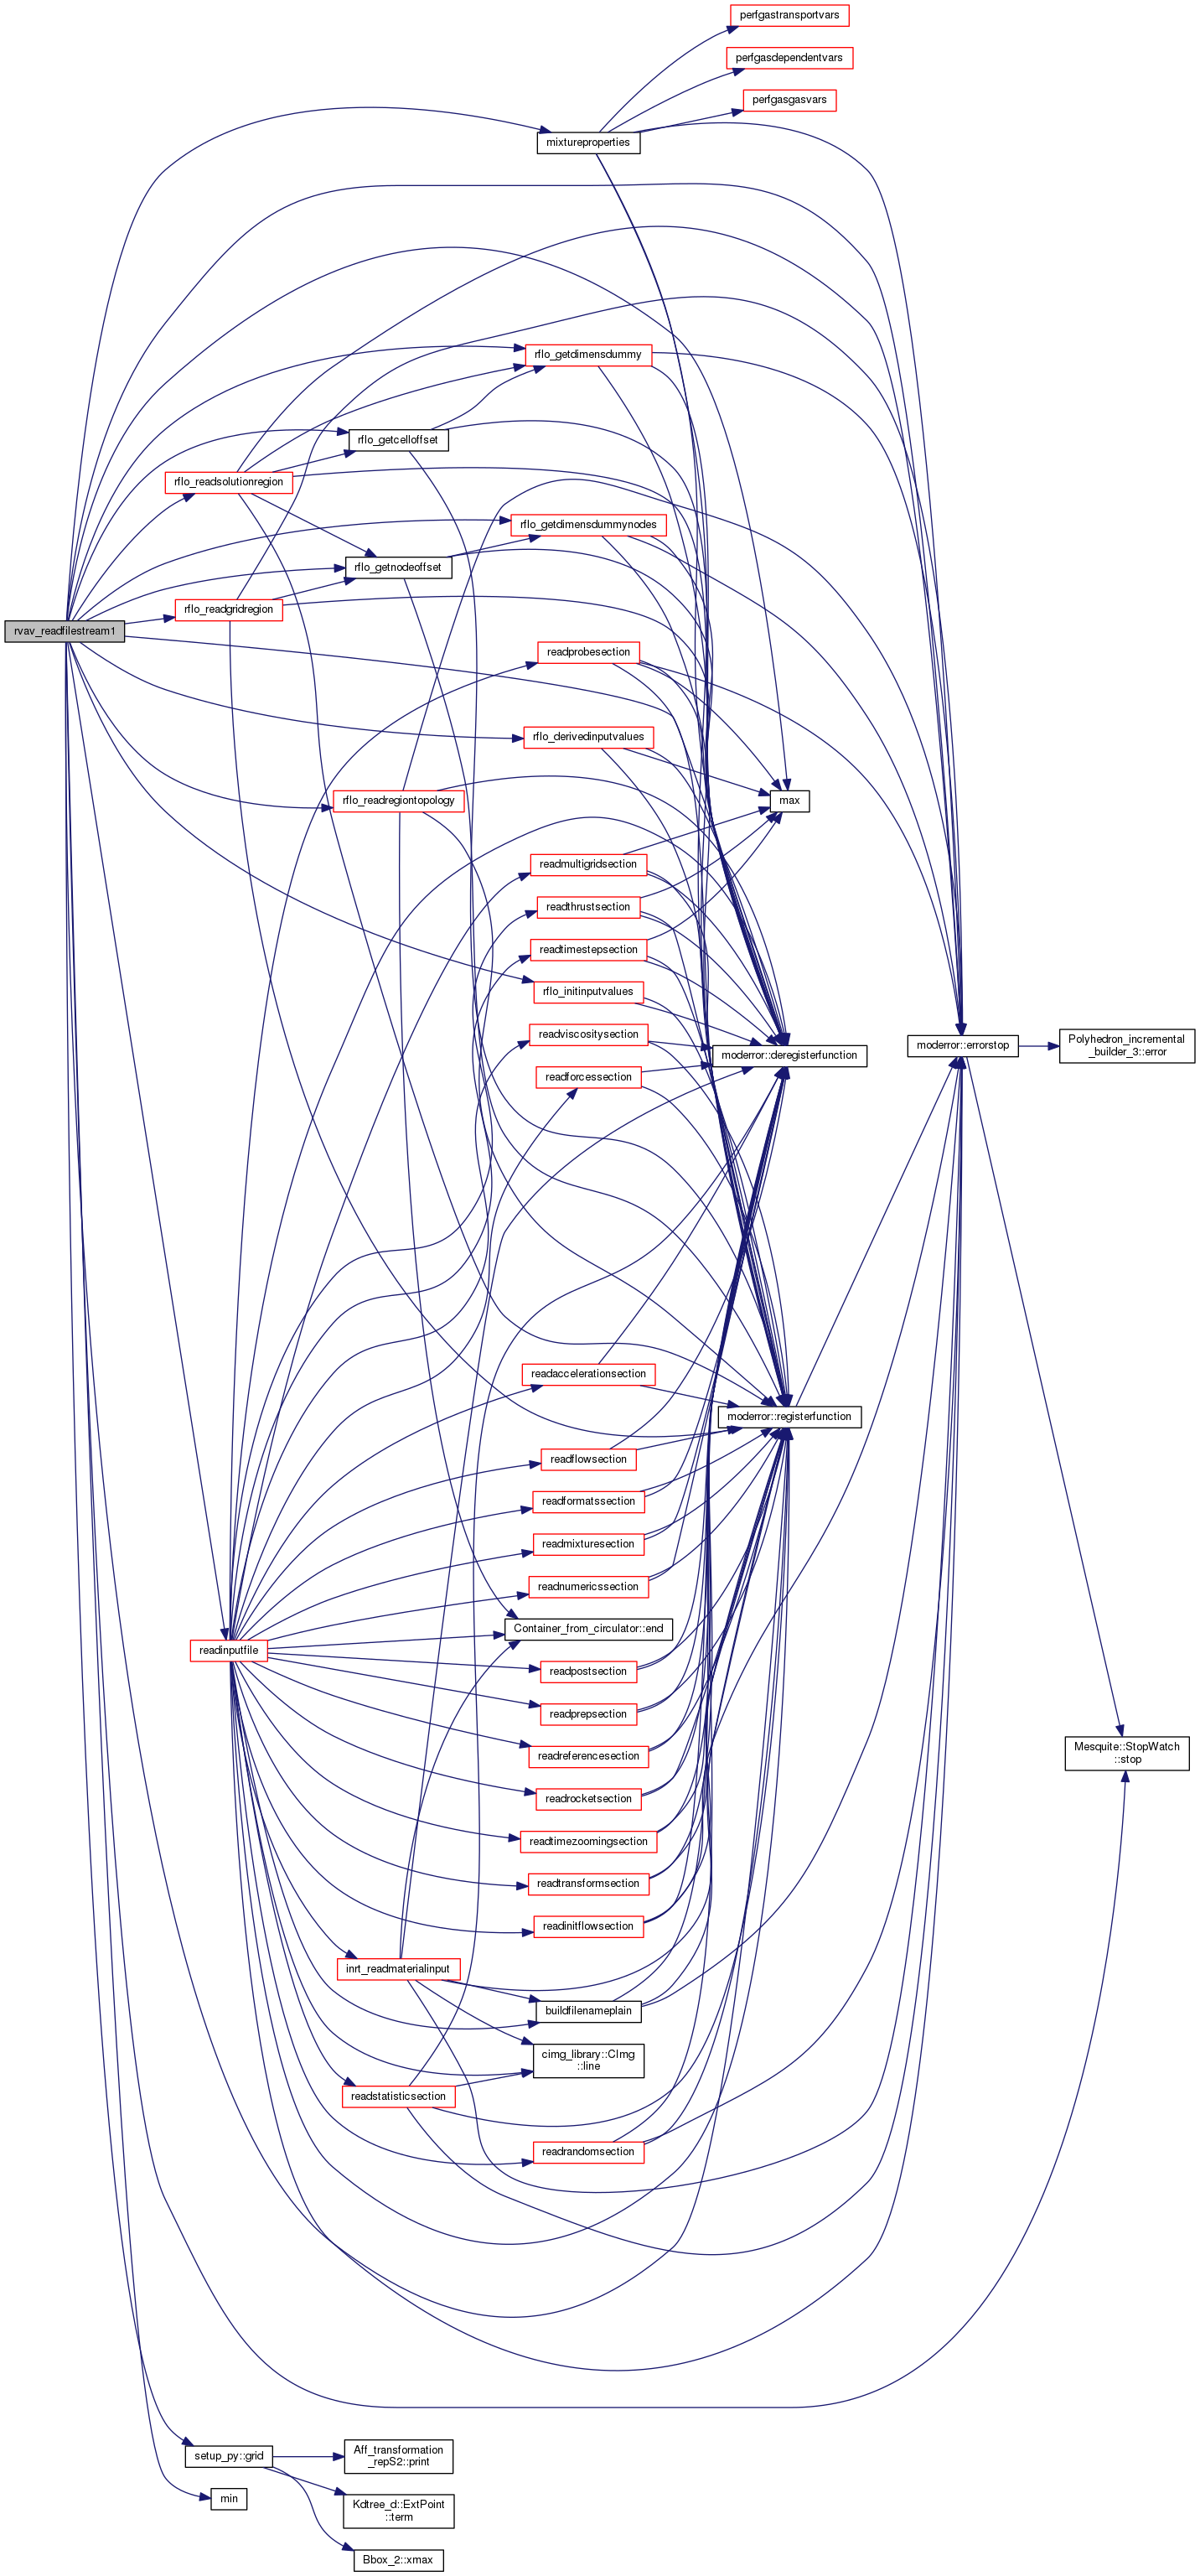 perfgastransportvars
perfgasdependentvars
perfgasgasvars
mixtureproperties
rflo_getdimensdummy
rflo_getcelloffset
rflo_readsolutionregion
rflo_getdimensdummynodes
rflo_getnodeoffset
rflo_readgridregion
rvav_readfilestream1
readprobesection
rflo_derivedinputvalues
rflo_readregiontopology
max
readmultigridsection
readthrustsection
readtimestepsection
rflo_initinputvalues
readviscositysection
moderror::errorstop
Polyhedron_incremental
_builder_3::error
moderror::deregisterfunction
readforcessection
readaccelerationsection
moderror::registerfunction
readflowsection
readformatssection
readmixturesection
readnumericssection
Container_from_circulator::end
readinputfile
readpostsection
readprepsection
readreferencesection
Mesquite::StopWatch
::stop
readrocketsection
readtimezoomingsection
readtransformsection
readinitflowsection
inrt_readmaterialinput
buildfilenameplain
cimg_library::CImg
::line
readstatisticsection
readrandomsection
setup_py::grid
Aff_transformation
_repS2::print
min
Kdtree_d::ExtPoint
::term
Bbox_2::xmax